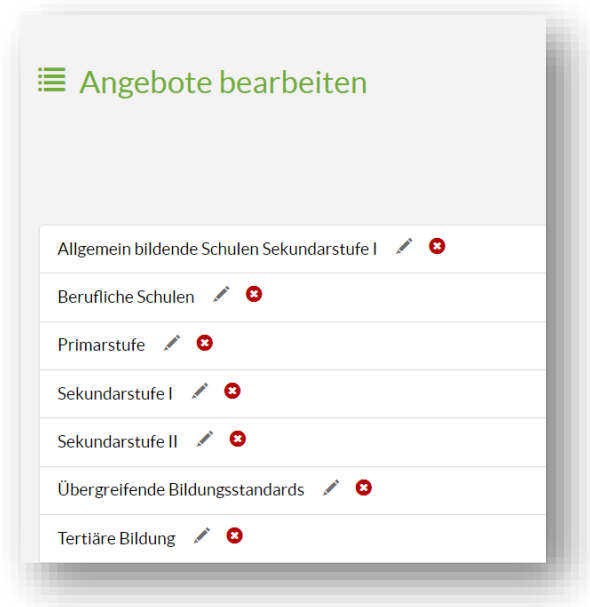 Angebote bearbeiten
Allgemein bildende Schulen Sekundarstufe I
Berufliche Schulen
Primarstufe
Sekundarstufe I
Sekundarstufe II
Übergreifende Bildungsstandards
Tertiäre Bildung